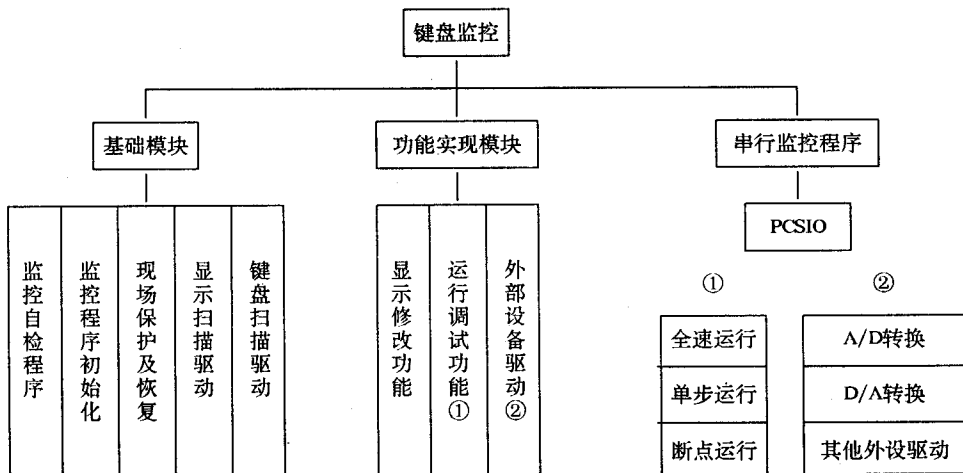 键盘监控
基础模块
功能实现模块
串行监控程序
PCSIO
监控自检程序
监控程序初始化
现场保护及恢复
显示扫描驱动
键盘扫描驱动
显示修改功能
运行调试功能①
外部设备驱动②
①
全速运行
单步运行
断点运行
②
A/D转换
D/A转换
其他外设驱动